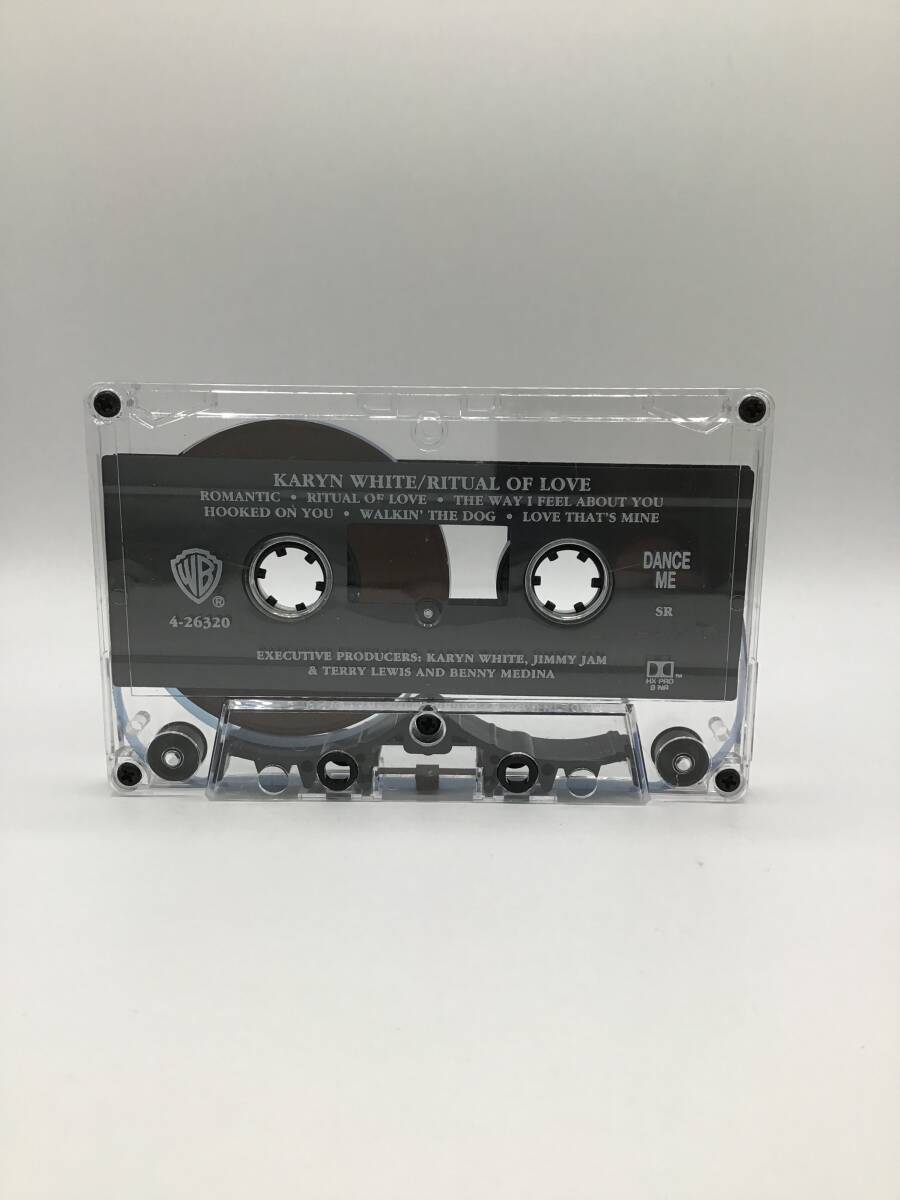 KARYN WHITE/RITUAL OF LOVE
ROMANTIC • RITUAL OF LOVE • THE WAY I FEEL ABOUT YOU
HOOKED ON YOU • WALKIN' THE DOG • LOVE THAT'S MINE
WB®
4-26320
DANCE
ME
SR
EXECUTIVE PRODUCERS: KARYN WHITE, JIMMY JAM
& TERRY LEWIS AND BENNY MEDINA
™
HX PRO
B NR